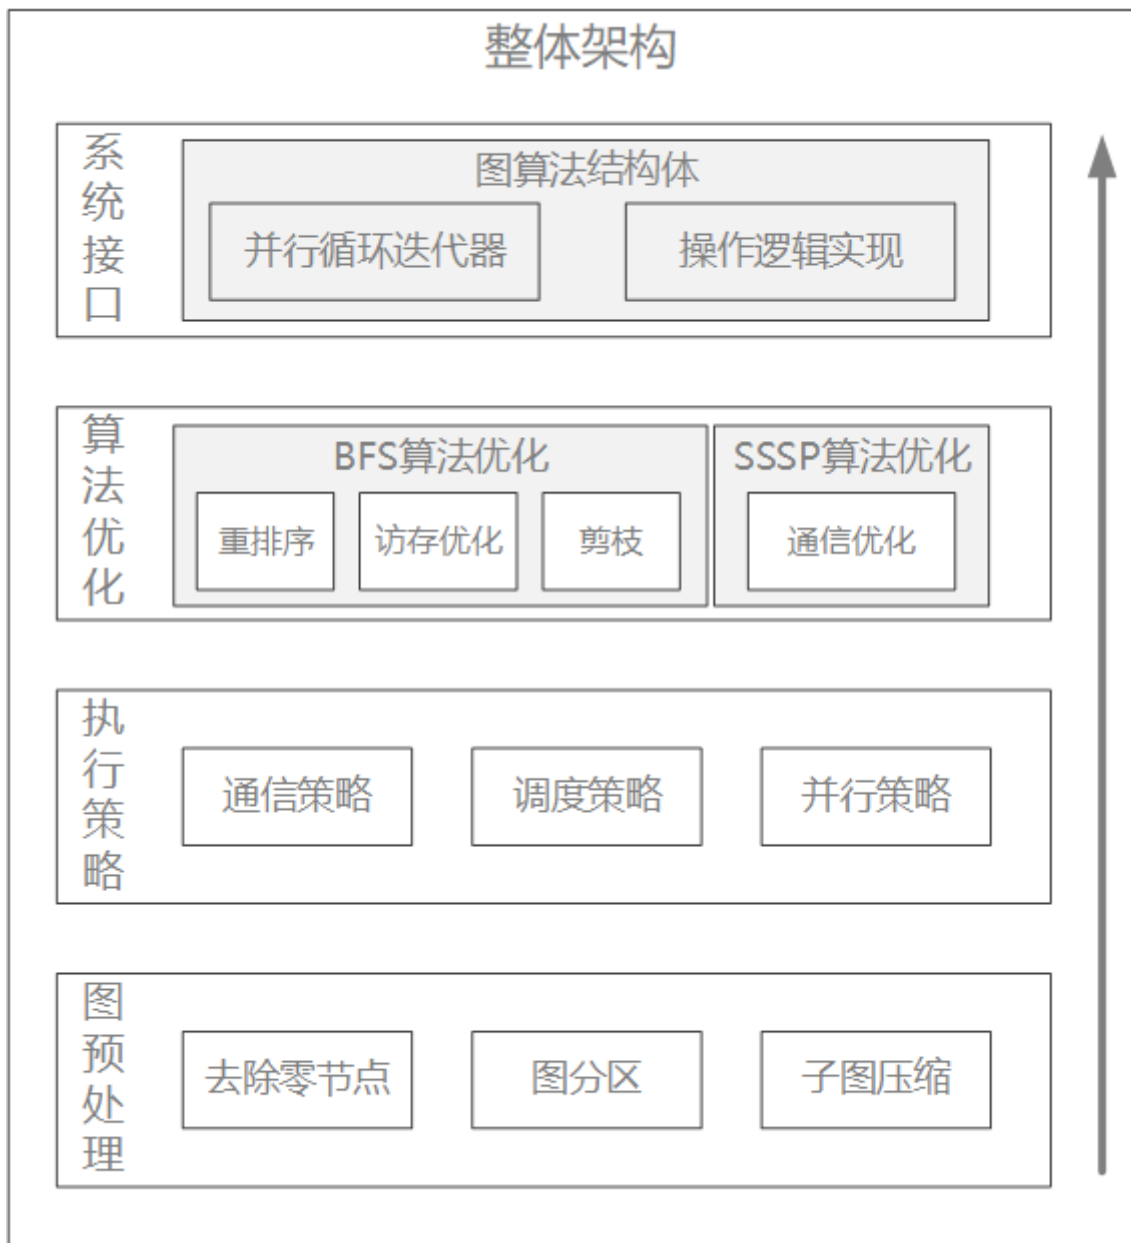 整体架构
系统接口
图算法结构体
并行循环迭代器
操作逻辑实现
算法优化
BFS算法优化
SSSP算法优化
重排序
访存优化
剪枝
通信优化
执行策略
通信策略
调度策略
并行策略
图预处理
去除零节点
图分区
子图压缩